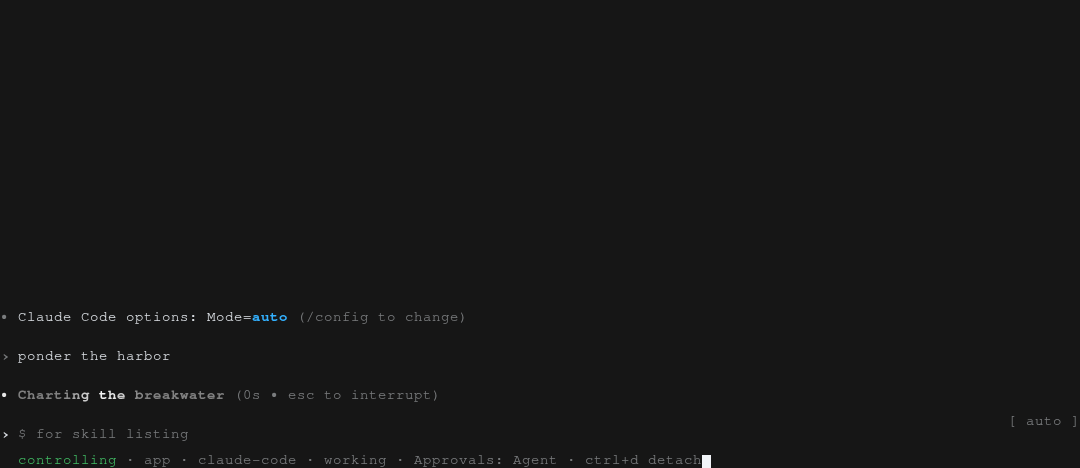 • Claude Code options: Mode=auto (/config to change)
› ponder the harbor
• Charting the breakwater (0s • esc to interrupt)
[ auto ]
› $ for skill listing
controlling · app · claude-code · working · Approvals: Agent · ctrl+d detach